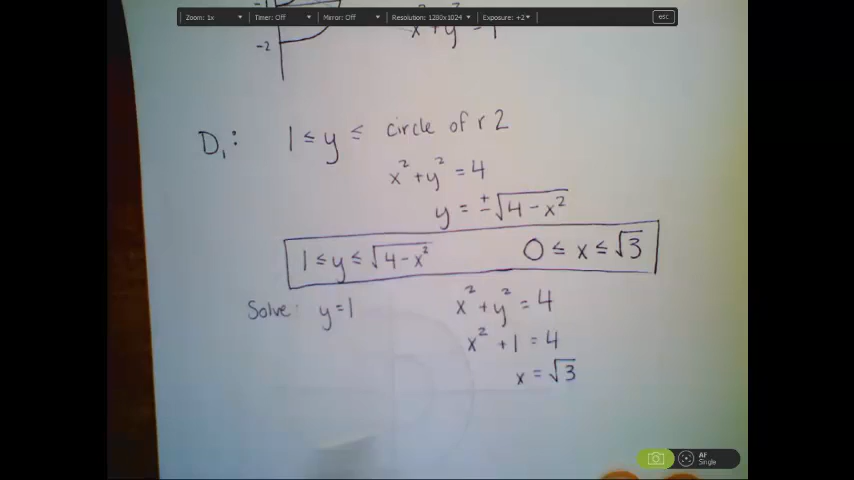 Zoom: 1x Timer: Off Mirror: Off Resolution: 1280x1024 Exposure: +2 esc
-2
D₁: 1 ≤ y ≤ circle of r 2
x² + y² = 4
y = ±√4 - x²
1 ≤ y ≤ √4 - x² 0 ≤ x ≤ √3
Solve: y = 1 x² + y² = 4
x² + 1 = 4
x = √3
AF
Single